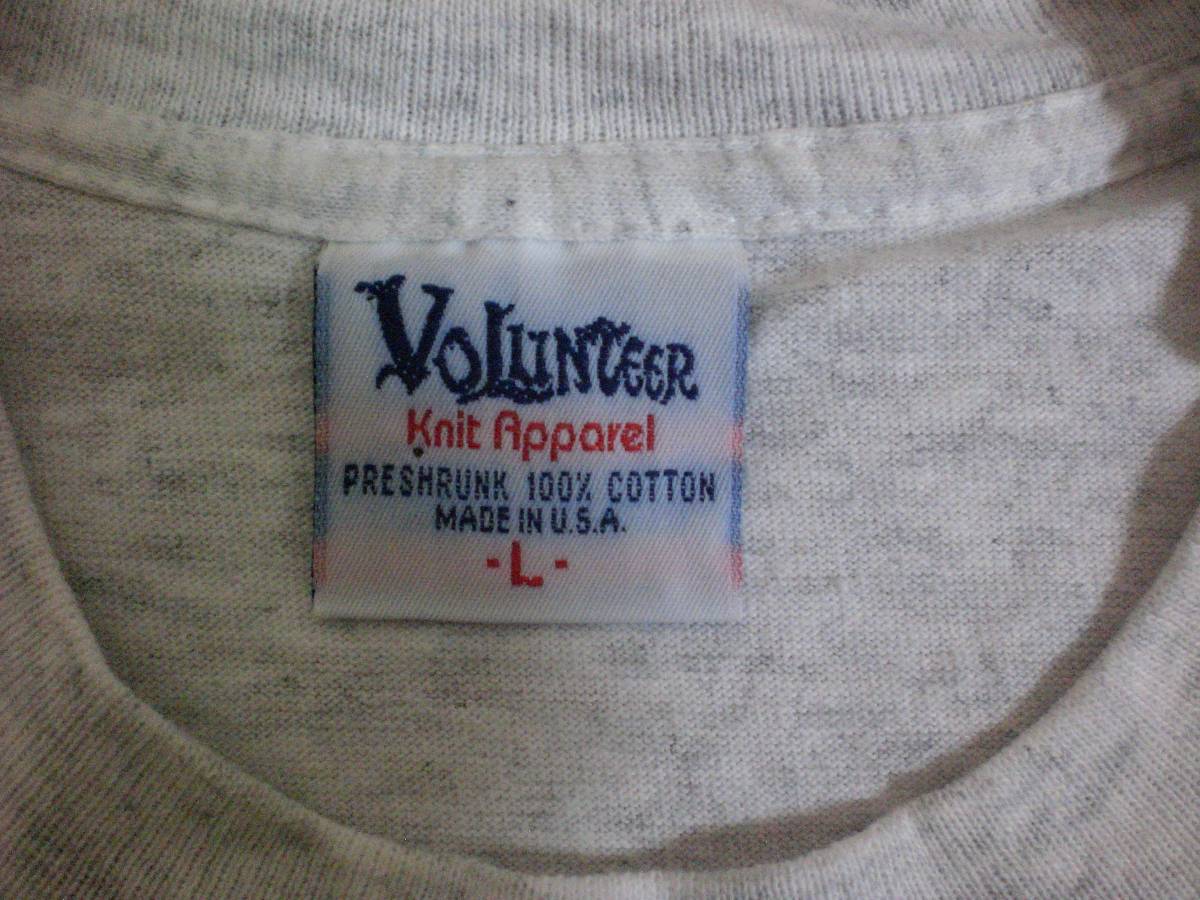 VOLUNTEER
Knit Apparel
PRESHRUNK 100% COTTON
MADE IN U.S.A.
- L -